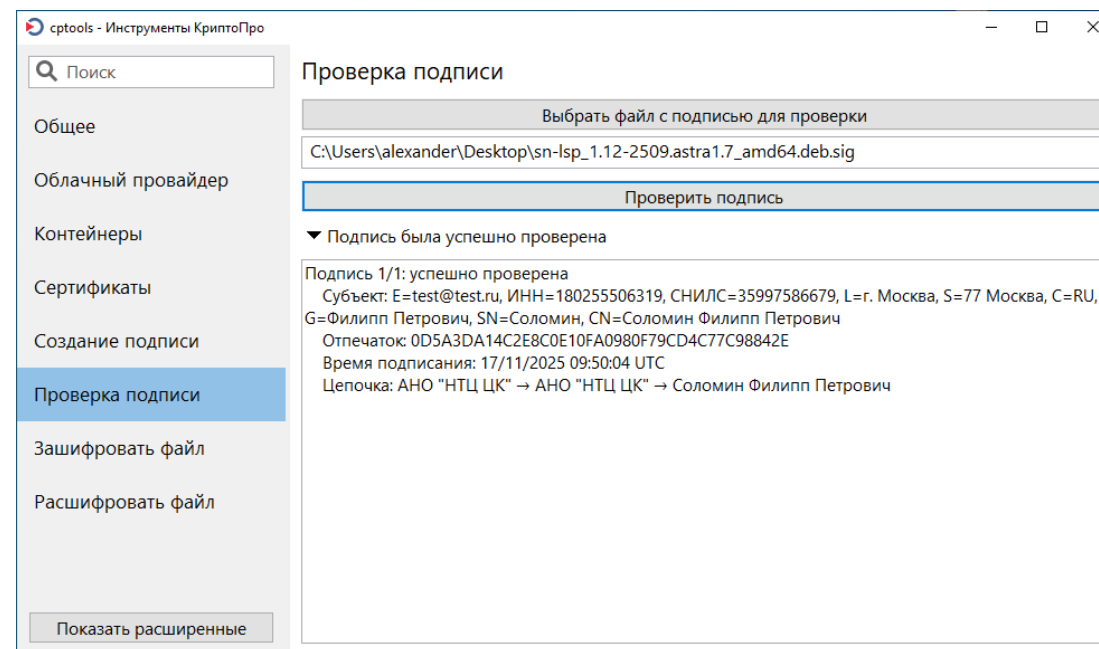 cptools - Инструменты КриптоПро
Поиск
Общее
Облачный провайдер
Контейнеры
Сертификаты
Создание подписи
Проверка подписи
Зашифровать файл
Расшифровать файл
Показать расширенные
Проверка подписи
Выбрать файл с подписью для проверки
C:\Users\alexander\Desktop\sn-lsp_1.12-2509.astra1.7_amd64.deb.sig
Проверить подпись
Подпись была успешно проверена
Подпись 1/1: успешно проверена
Субъект: E=test@test.ru, ИНН=180255506319, СНИЛС=35997586679, L=г. Москва, S=77 Москва, C=RU,
G=Филипп Петрович, SN=Соломин, CN=Соломин Филипп Петрович
Отпечаток: 0D5A3DA14C2E8C0E10FA0980F79CD4C77C98842E
Время подписания: 17/11/2025 09:50:04 UTC
Цепочка: АНО "НТЦ ЦК" → АНО "НТЦ ЦК" → Соломин Филипп Петрович